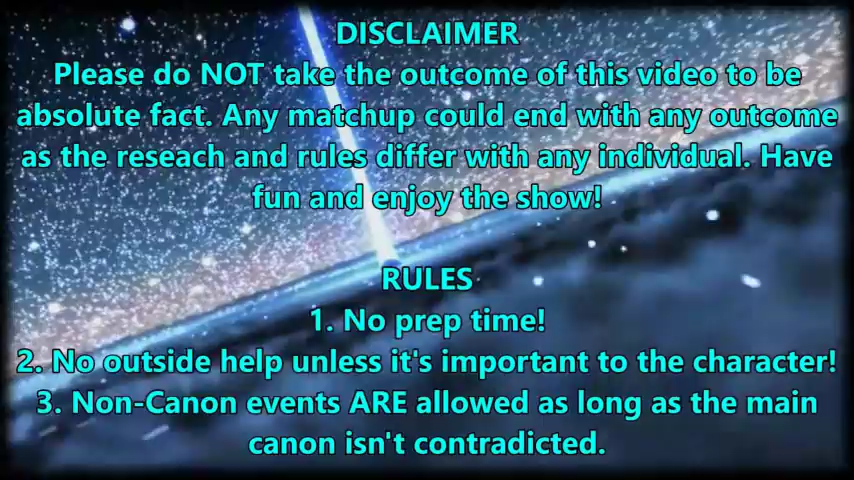 DISCLAIMER
Please do NOT take the outcome of this video to be
absolute fact. Any matchup could end with any outcome
as the reseach and rules differ with any individual. Have
fun and enjoy the show!
RULES
1. No prep time!
2. No outside help unless it's important to the character!
3. Non-Canon events ARE allowed as long as the main
canon isn't contradicted.